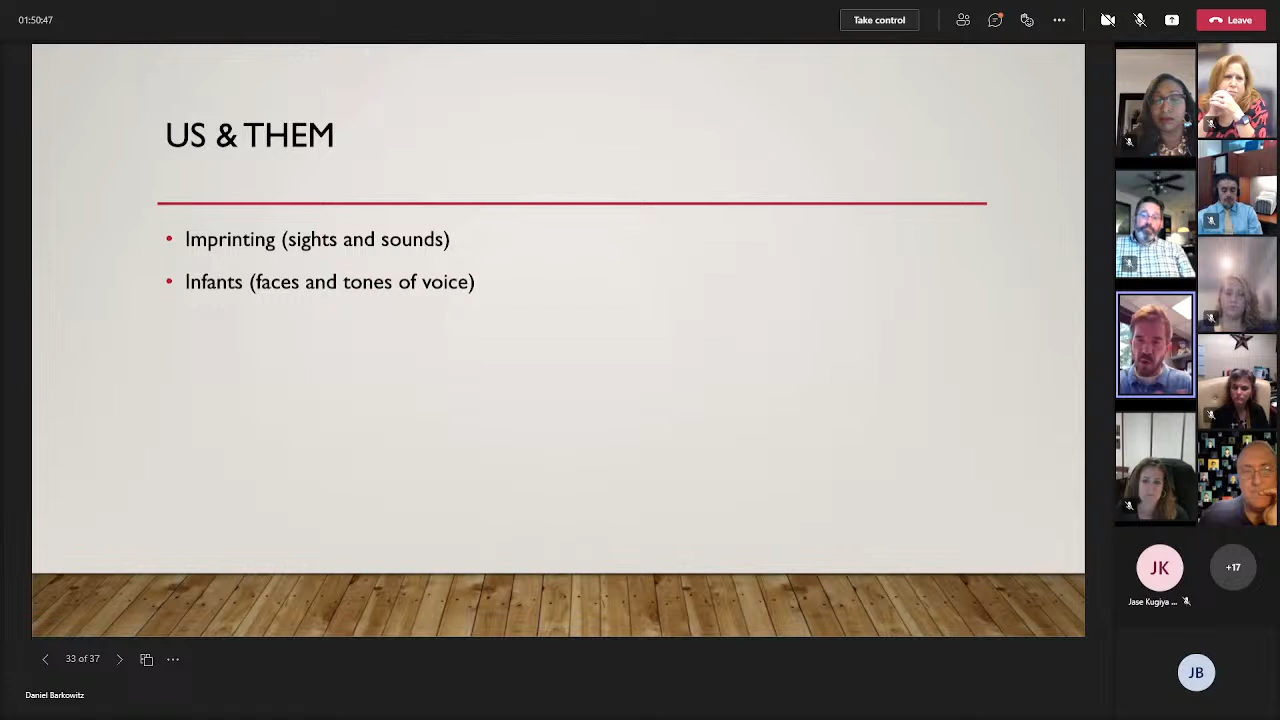 01:50:47
Take control
Leave
US & THEM
• Imprinting (sights and sounds)
• Infants (faces and tones of voice)
JK
+17
Jase Kugiya ...
33 of 37
JB
Daniel Barkowitz